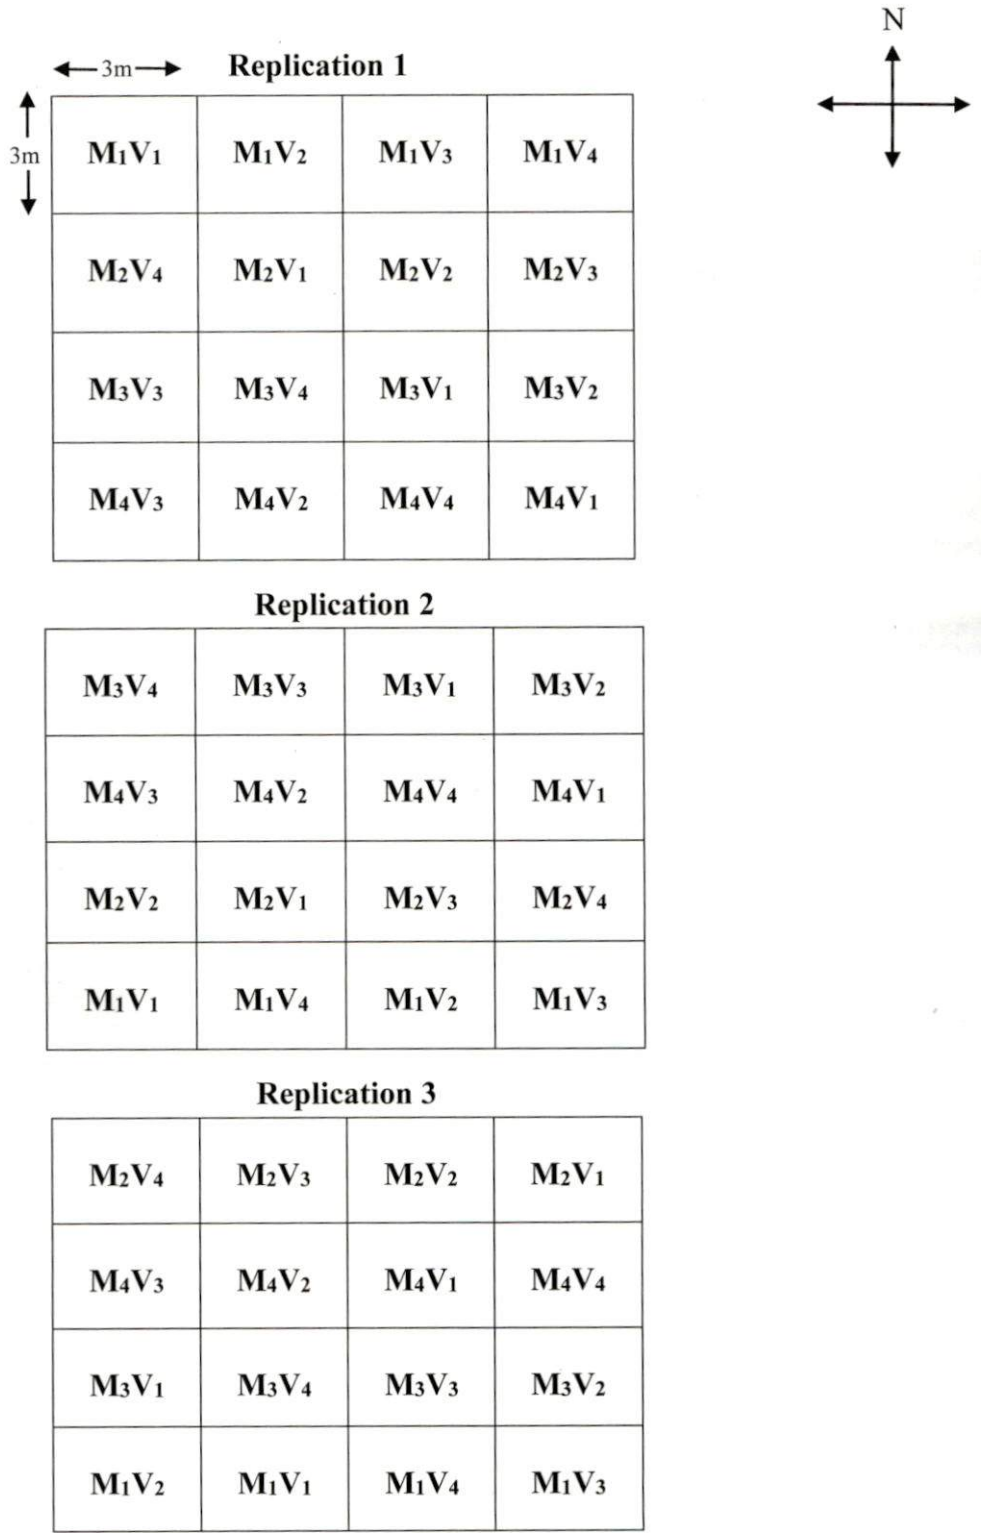 N
3m Replication 1
3m
M₁V₁ M₁V₂ M₁V₃ M₁V₄
M₂V₄ M₂V₁ M₂V₂ M₂V₃
M₃V₃ M₃V₄ M₃V₁ M₃V₂
M₄V₃ M₄V₂ M₄V₄ M₄V₁
Replication 2
M₃V₄ M₃V₃ M₃V₁ M₃V₂
M₄V₃ M₄V₂ M₄V₄ M₄V₁
M₂V₂ M₂V₁ M₂V₃ M₂V₄
M₁V₁ M₁V₄ M₁V₂ M₁V₃
Replication 3
M₂V₄ M₂V₃ M₂V₂ M₂V₁
M₄V₃ M₄V₂ M₄V₁ M₄V₄
M₃V₁ M₃V₄ M₃V₃ M₃V₂
M₁V₂ M₁V₁ M₁V₄ M₁V₃